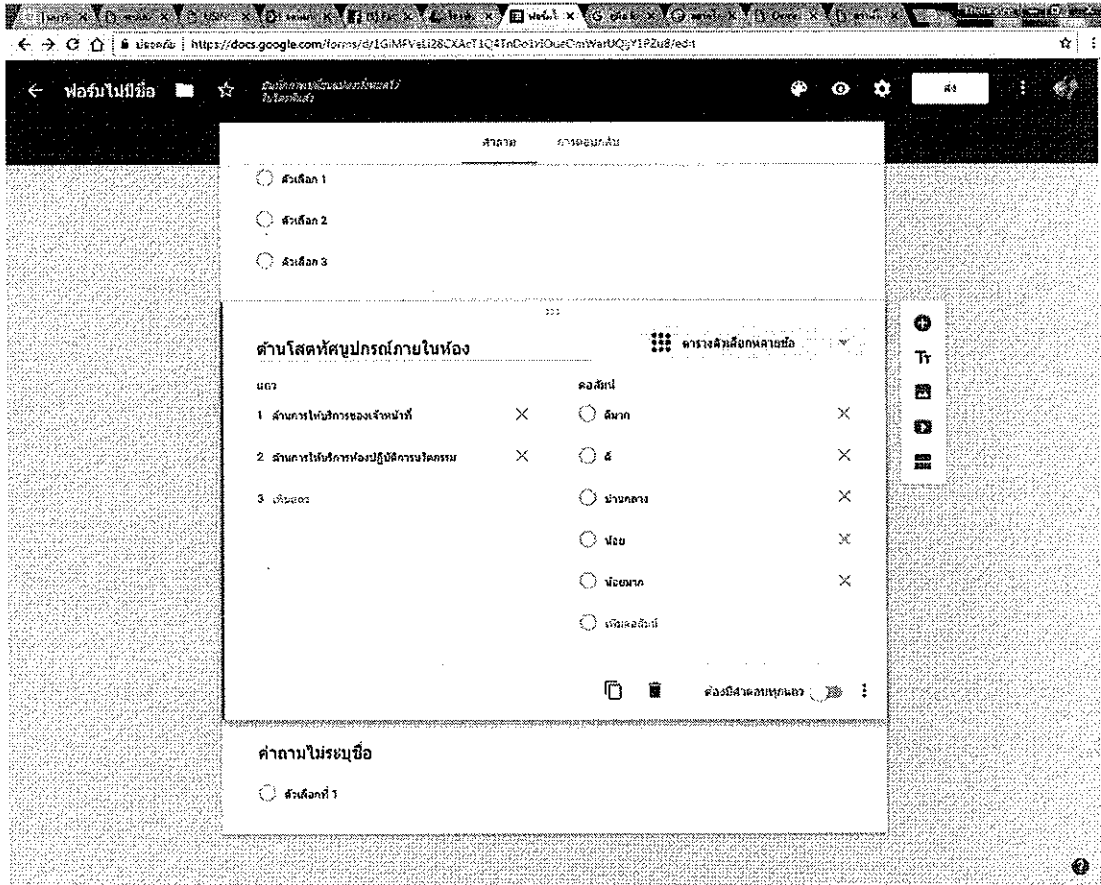 https://docs.google.com/forms/d/
ฟอร์มไม่มีชื่อ
ส่ง
คำถาม การตอบกลับ
ตัวเลือก 1
ตัวเลือก 2
ตัวเลือก 3
ด้านโสตทัศนูปกรณ์ภายในห้อง ตารางตัวเลือกหลายข้อ
แถว คอลัมน์
1 ด้านการให้บริการของเจ้าหน้าที่ ดีมาก
2 ด้านการให้บริการห้องปฏิบัติการนวัตกรรม ดี
3 เพิ่มแถว ปานกลาง
น้อย
น้อยมาก
เพิ่มคอลัมน์
ต้องมีคำตอบทุกแถว
คำถามไม่ระบุชื่อ
ตัวเลือกที่ 1